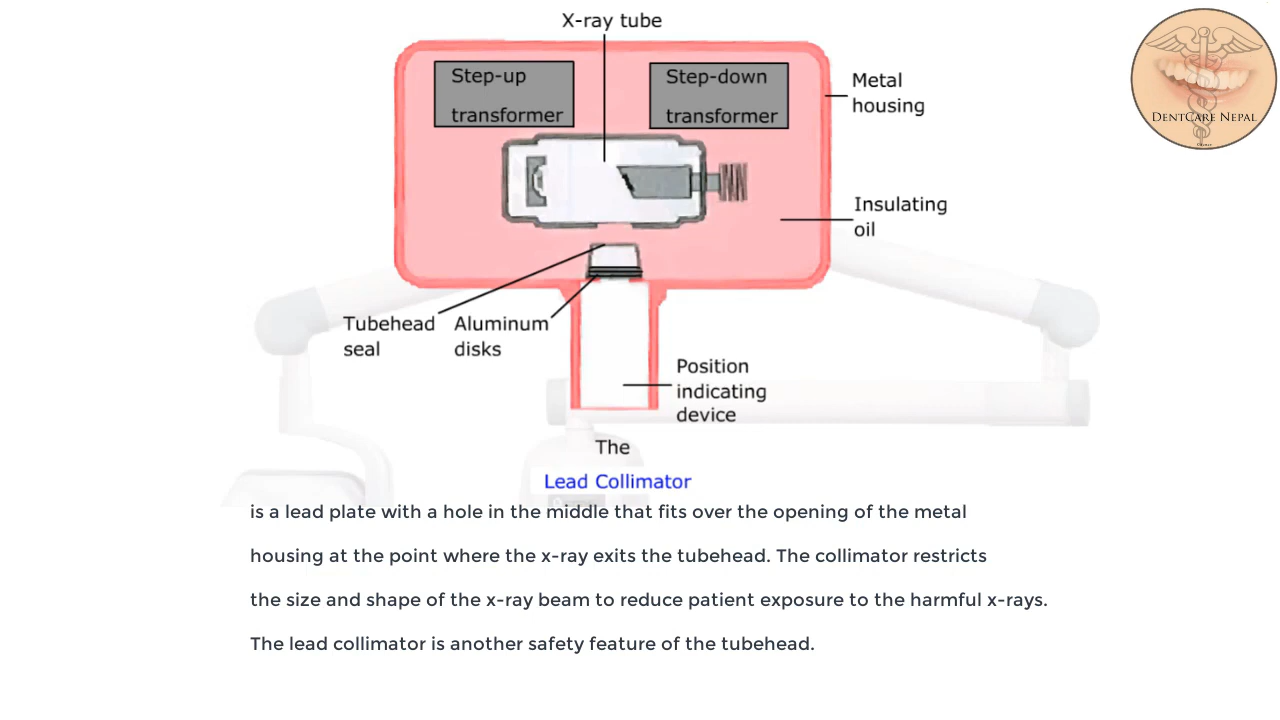 X-ray tube
Step-up
transformer
Step-down
transformer
Metal
housing
DentCare Nepal
Insulating
oil
Tubehead
seal
Aluminum
disks
Position
indicating
device
The
Lead Collimator
is a lead plate with a hole in the middle that fits over the opening of the metal
housing at the point where the x-ray exits the tubehead. The collimator restricts
the size and shape of the x-ray beam to reduce patient exposure to the harmful x-rays.
The lead collimator is another safety feature of the tubehead.